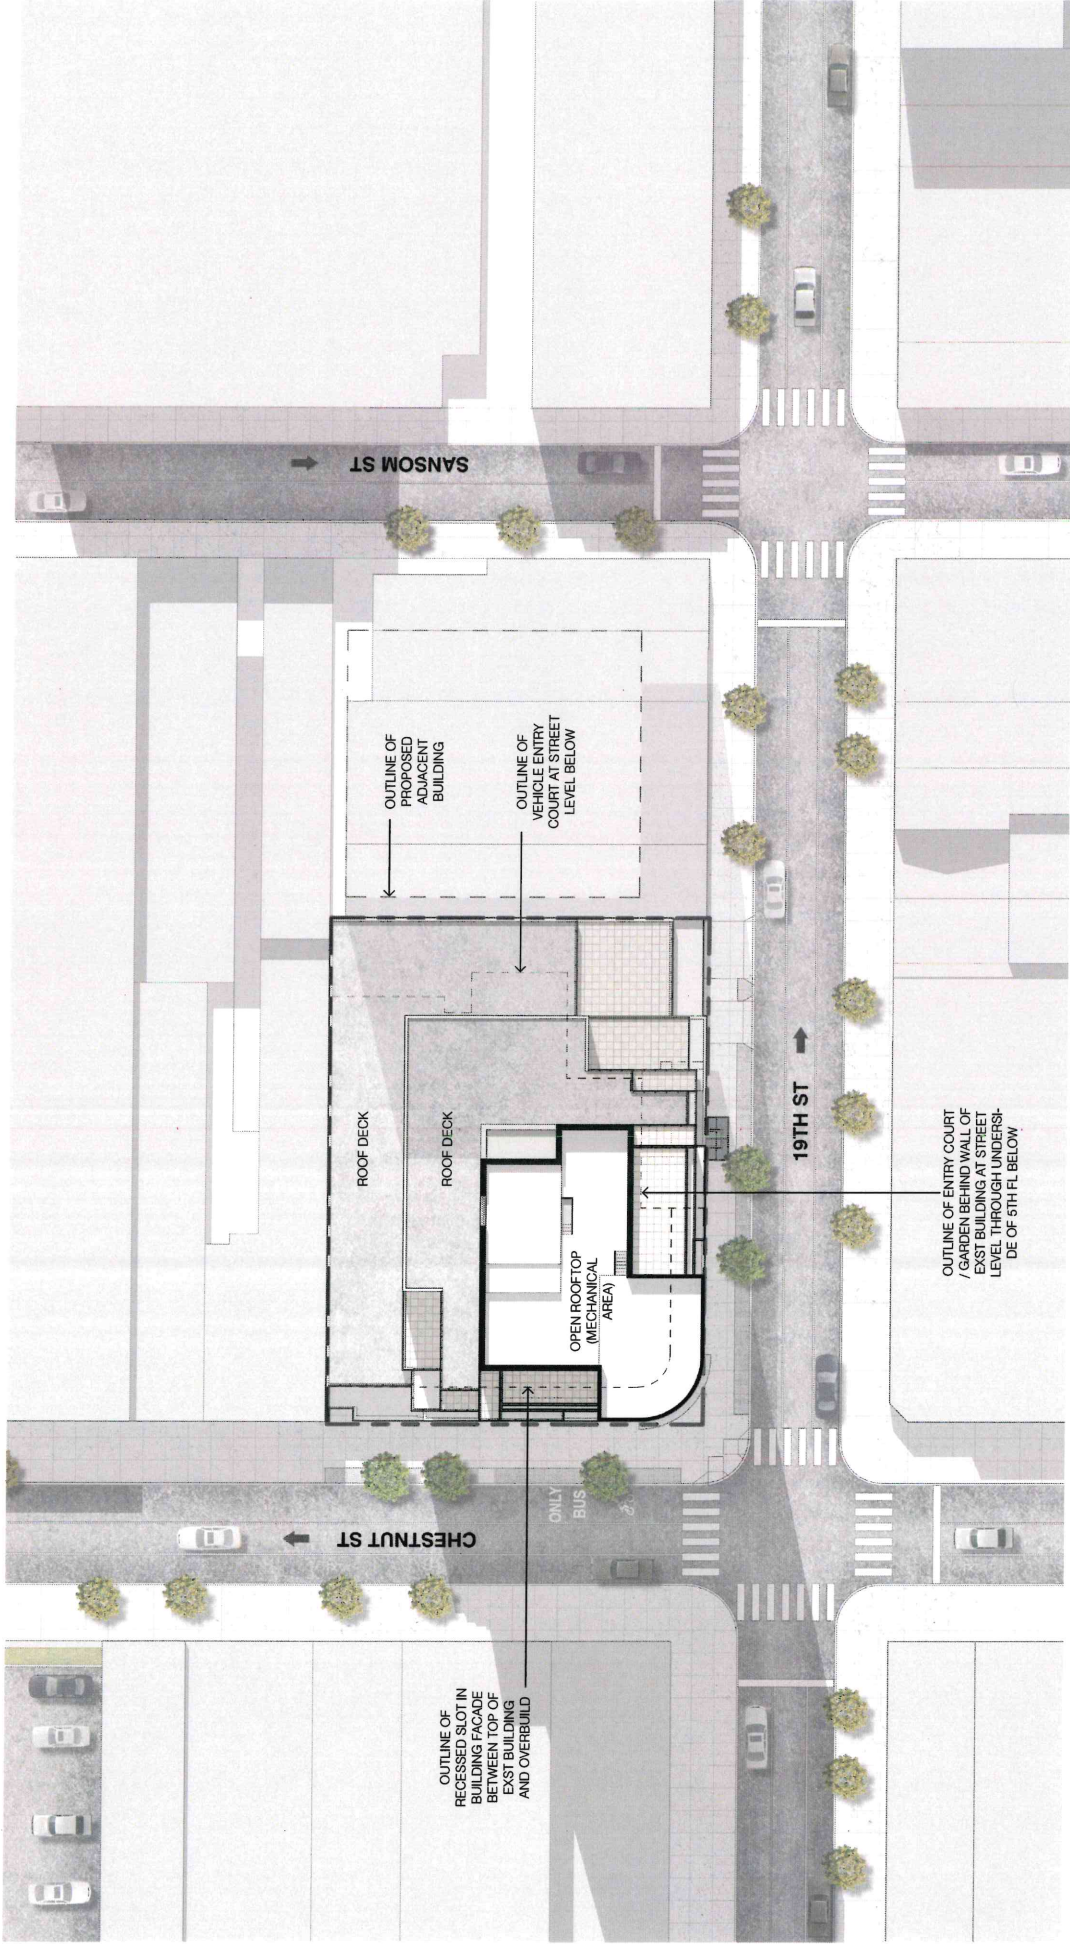 SANSOM ST
OUTLINE OF
PROPOSED
ADJACENT
BUILDING
OUTLINE OF
VEHICLE ENTRY
COURT AT STREET
LEVEL BELOW
ROOF DECK
ROOF DECK
OPEN ROOFTOP
(MECHANICAL
AREA)
19TH ST
OUTLINE OF ENTRY COURT
/ GARDEN BEHIND WALL OF
EXST BUILDING AT STREET
LEVEL THROUGH UNDERSI-
DE OF 5TH FL BELOW
ONLY
BUS
CHESTNUT ST
OUTLINE OF
RECESSED SLOT IN
BUILDING FACADE
BETWEEN TOP OF
EXST BUILDING
AND OVERBUILD